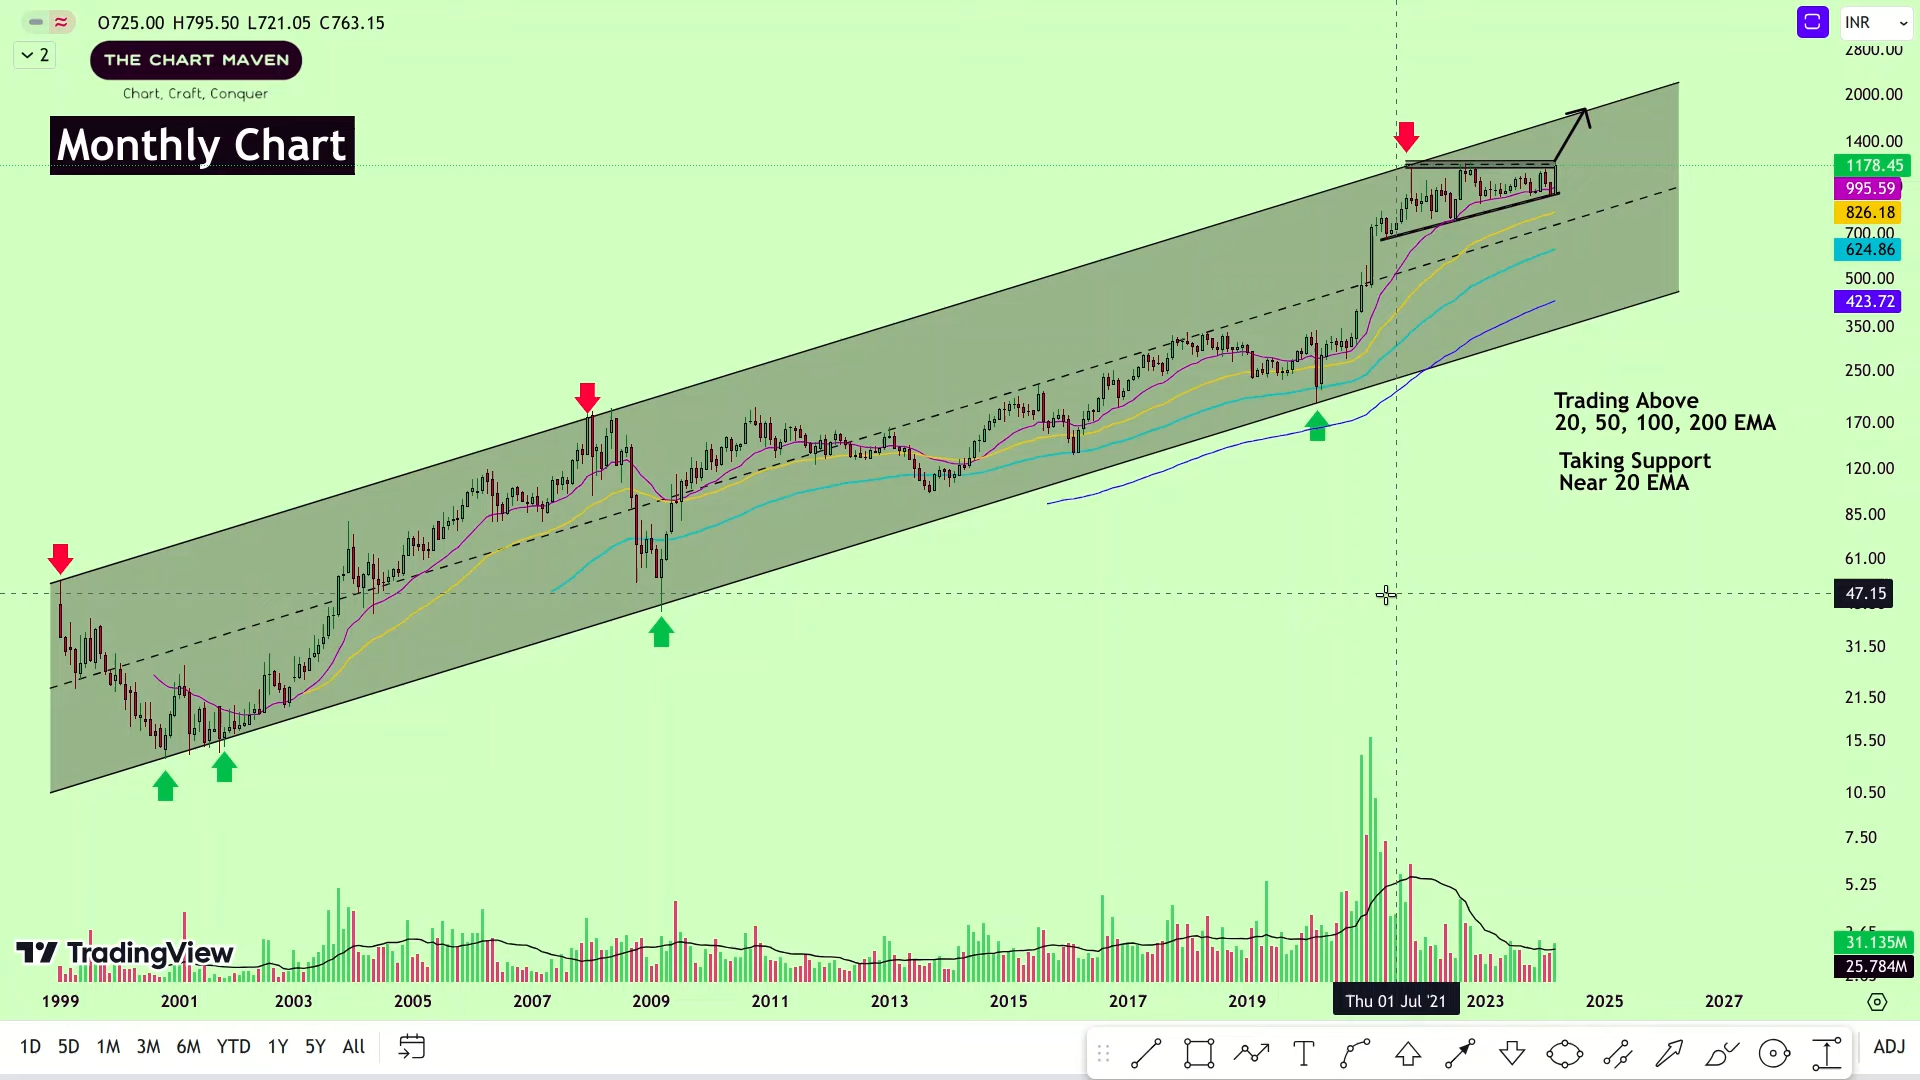 O725.00 H795.50 L721.05 C763.15
INR
2
THE CHART MAVEN
Chart, Craft, Conquer
Monthly Chart
2800.00
2000.00
1400.00
1178.45
995.59
826.18
700.00
624.86
500.00
423.72
350.00
250.00
170.00
120.00
85.00
61.00
47.15
31.50
21.50
15.50
10.50
7.50
5.25
3.65
31.135M
25.784M
Trading Above
20, 50, 100, 200 EMA
Taking Support
Near 20 EMA
TradingView
1999 2001 2003 2005 2007 2009 2011 2013 2015 2017 2019 Thu 01 Jul '21 2023 2025 2027
1D 5D 1M 3M 6M YTD 1Y 5Y All
T
ADJ